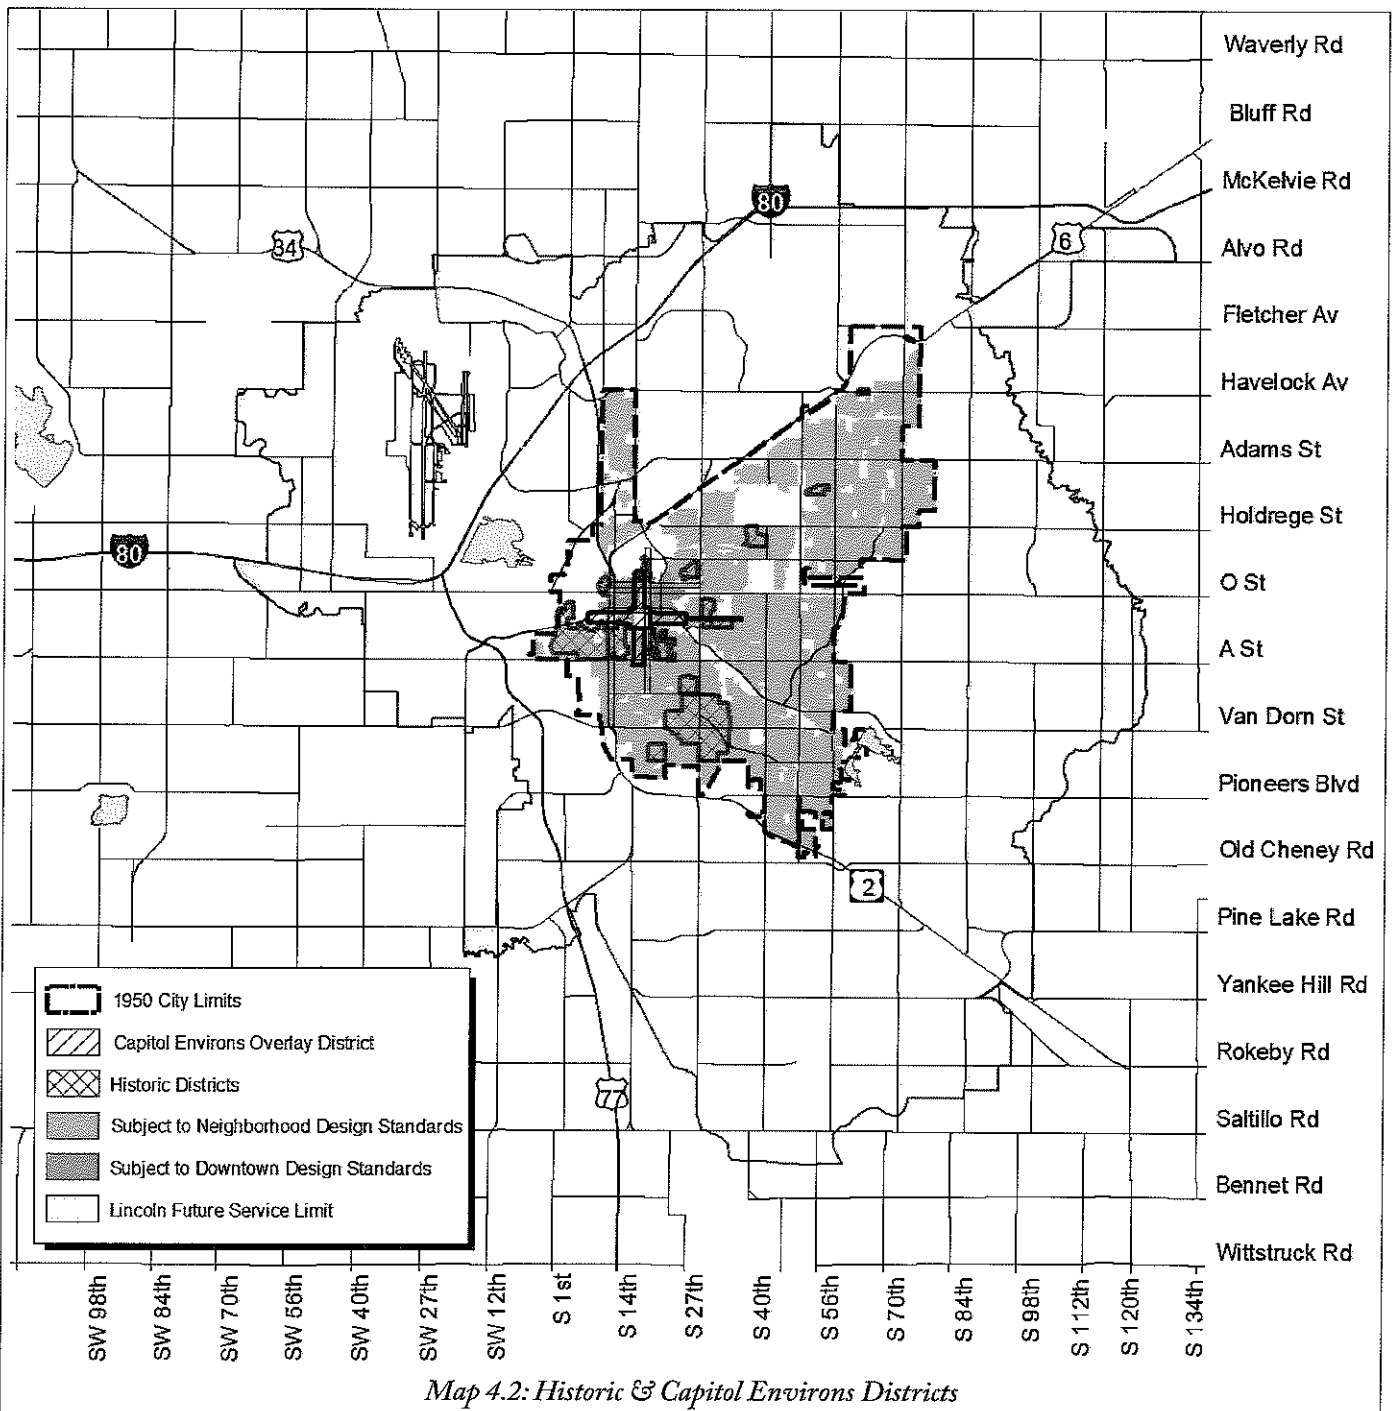 Waverly Rd
Bluff Rd
McKelvie Rd
80
34
6
Alvo Rd
Fletcher Av
Havelock Av
Adams St
Holdrege St
80
O St
A St
Van Dorn St
Pioneers Blvd
Old Cheney Rd
2
Pine Lake Rd
Yankee Hill Rd
1950 City Limits
Capitol Environs Overlay District
Rokeby Rd
Historic Districts
77
Subject to Neighborhood Design Standards
Saltillo Rd
Subject to Downtown Design Standards
Bennet Rd
Lincoln Future Service Limit
Wittstruck Rd
SW 98th
SW 84th
SW 70th
SW 56th
SW 40th
SW 27th
SW 12th
S 1st
S 14th
S 27th
S 40th
S 56th
S 70th
S 84th
S 98th
S 112th
S 120th
S 134th
Map 4.2: Historic & Capitol Environs Districts